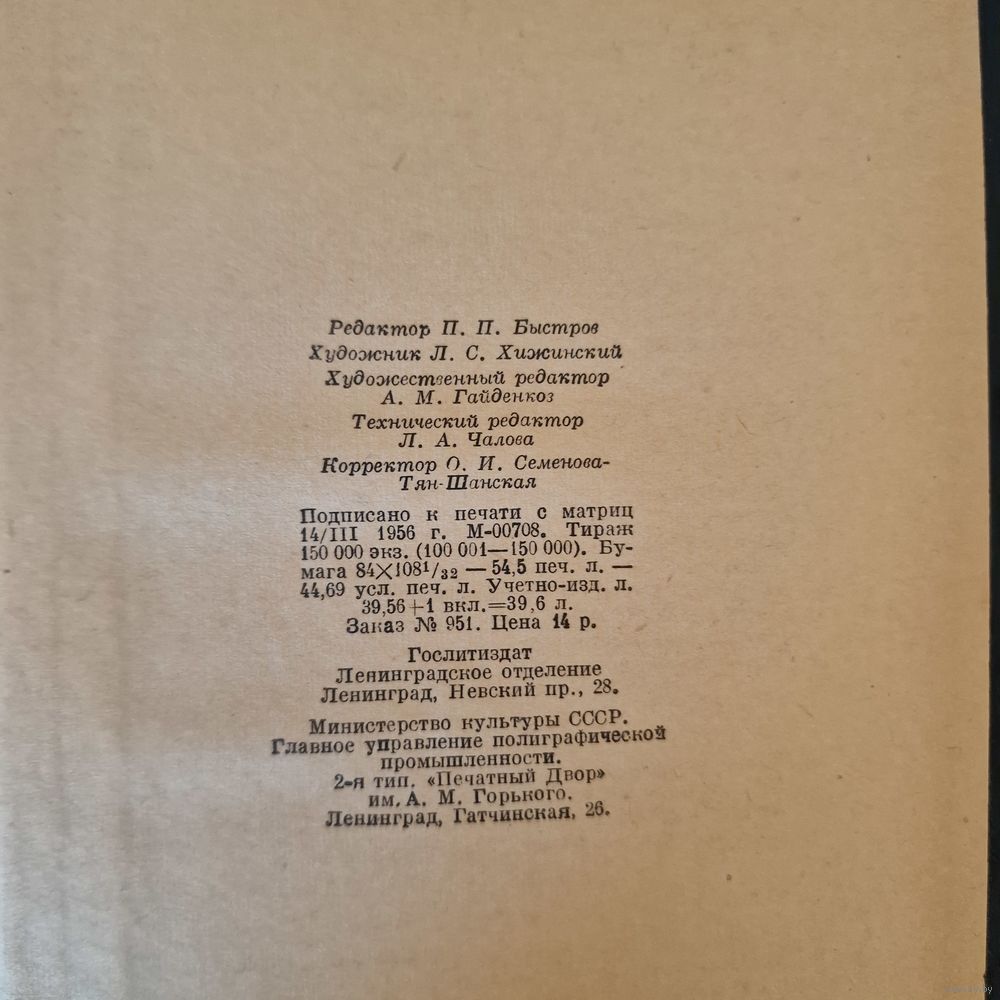 Редактор П. П. Быстров
Художник Л. С. Хижинский
Художественный редактор
А. М. Гайденков
Технический редактор
Л. А. Чалова
Корректор О. И. Семенова-
Тян-Шанская
Подписано к печати с матриц
14/III 1956 г. М-00708. Тираж
150 000 экз. (100 001—150 000). Бу-
мага 84×108¹/₃₂ — 54,5 печ. л. —
44,69 усл. печ. л. Учетно-изд. л.
39,56+1 вкл.=39,6 л.
Заказ № 951. Цена 14 р.
Гослитиздат
Ленинградское отделение
Ленинград, Невский пр., 28.
Министерство культуры СССР.
Главное управление полиграфической
промышленности.
2-я тип. «Печатный Двор»
им. А. М. Горького.
Ленинград, Гатчинская, 26.